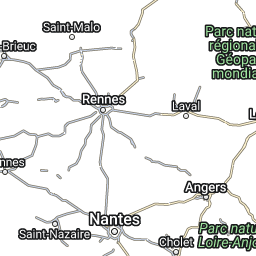 Saint-Malo
-Brieuc
Parc nat
régional
Géopa
mondia
Rennes
Laval
L
nnes
Angers
Nantes
Saint-Nazaire
Cholet
Parc natu
Loire-Anjo